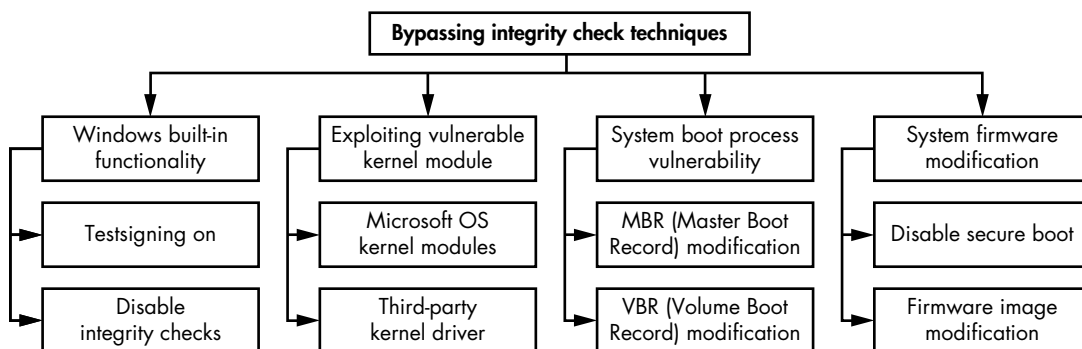 Bypassing integrity check techniques
Windows built-in
functionality
Testsigning on
Disable
integrity checks
Exploiting vulnerable
kernel module
Microsoft OS
kernel modules
Third-party
kernel driver
System boot process
vulnerability
MBR (Master Boot
Record) modification
VBR (Volume Boot
Record) modification
System firmware
modification
Disable secure boot
Firmware image
modification